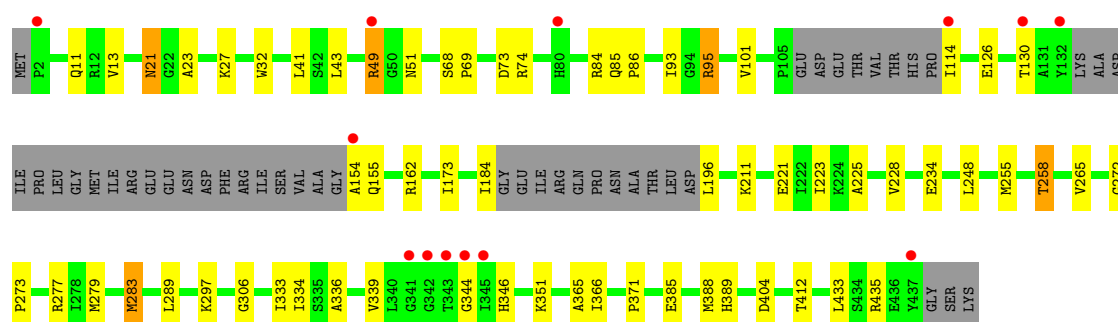 MET P2 Q11 R12 V13 N21 G22 A23 K27 W32 L41 S42 L43 R49 G50 N51 S68 P69 D73 R74 H80 R84 Q85 P86 I93 G94 R95 V101 P105 GLU ASP GLU THR VAL THR HIS PRO I114 E126 T130 A131 Y132 LYS ALA ASP
ILE PRO LEU GLY MET ILE ARG GLU GLU ASN ASP PHE ARG ILE SER VAL ALA GLY A154 Q155 R162 I173 I184 GLY GLU ILE ARG GLN PRO ASN ALA THR LEU ASP L196 K211 E221 I222 I223 K224 A225 V228 E234 L248 M255 T258 V265
P273 R277 I278 M279 M283 L289 K297 G306 I333 I334 S335 A336 V339 L340 G341 G342 T343 G344 I345 H346 K351 A365 I366 P371 E385 M388 H389 D404 T412 L433 S434 R435 E436 Y437 GLY SER LYS